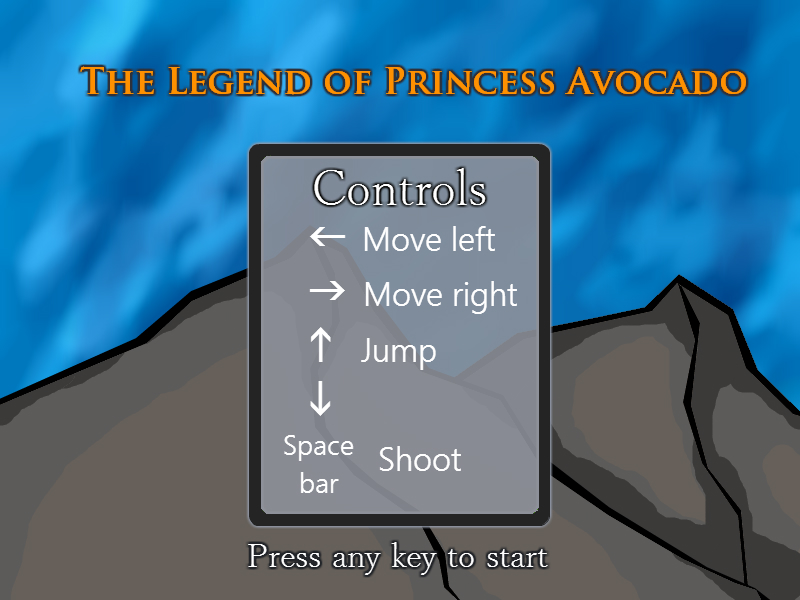 The Legend of Princess Avocado
Controls
← Move left
→ Move right
↑ Jump
↓
Space
bar
Shoot
Press any key to start